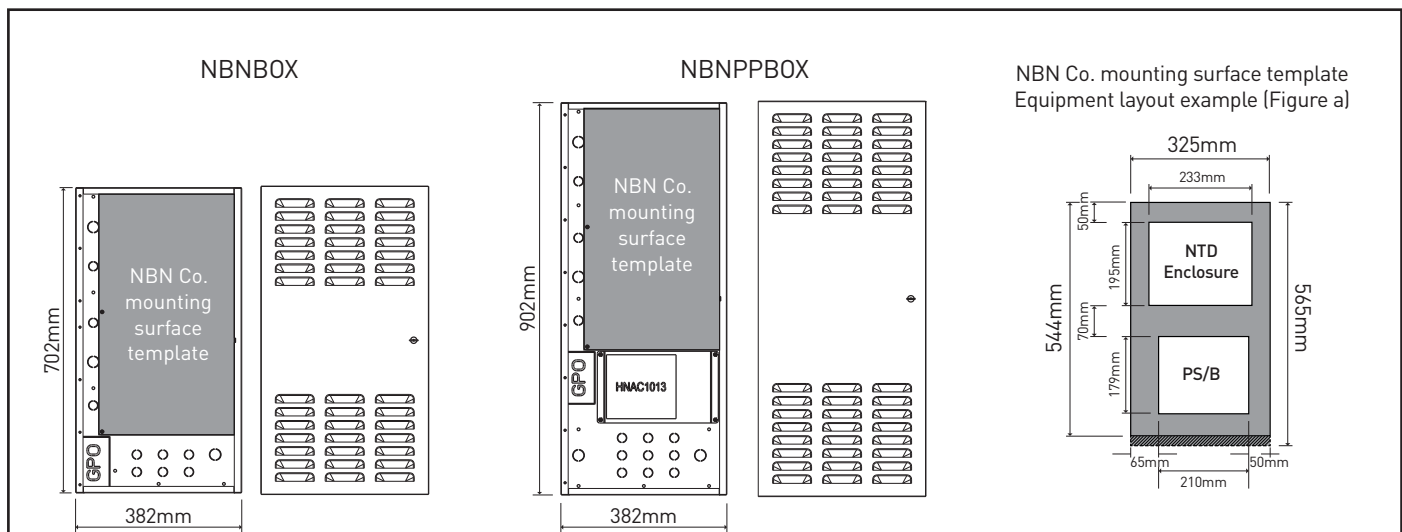 NBNBOX
NBN Co.
mounting
surface
template
GPO
702mm
382mm
NBNPPBOX
NBN Co.
mounting
surface
template
GPO
HNAC1013
902mm
382mm
NBN Co. mounting surface template
Equipment layout example (Figure a)
325mm
233mm
50mm
NTD
Enclosure
195mm
544mm
565mm
70mm
PS/B
179mm
65mm
50mm
210mm